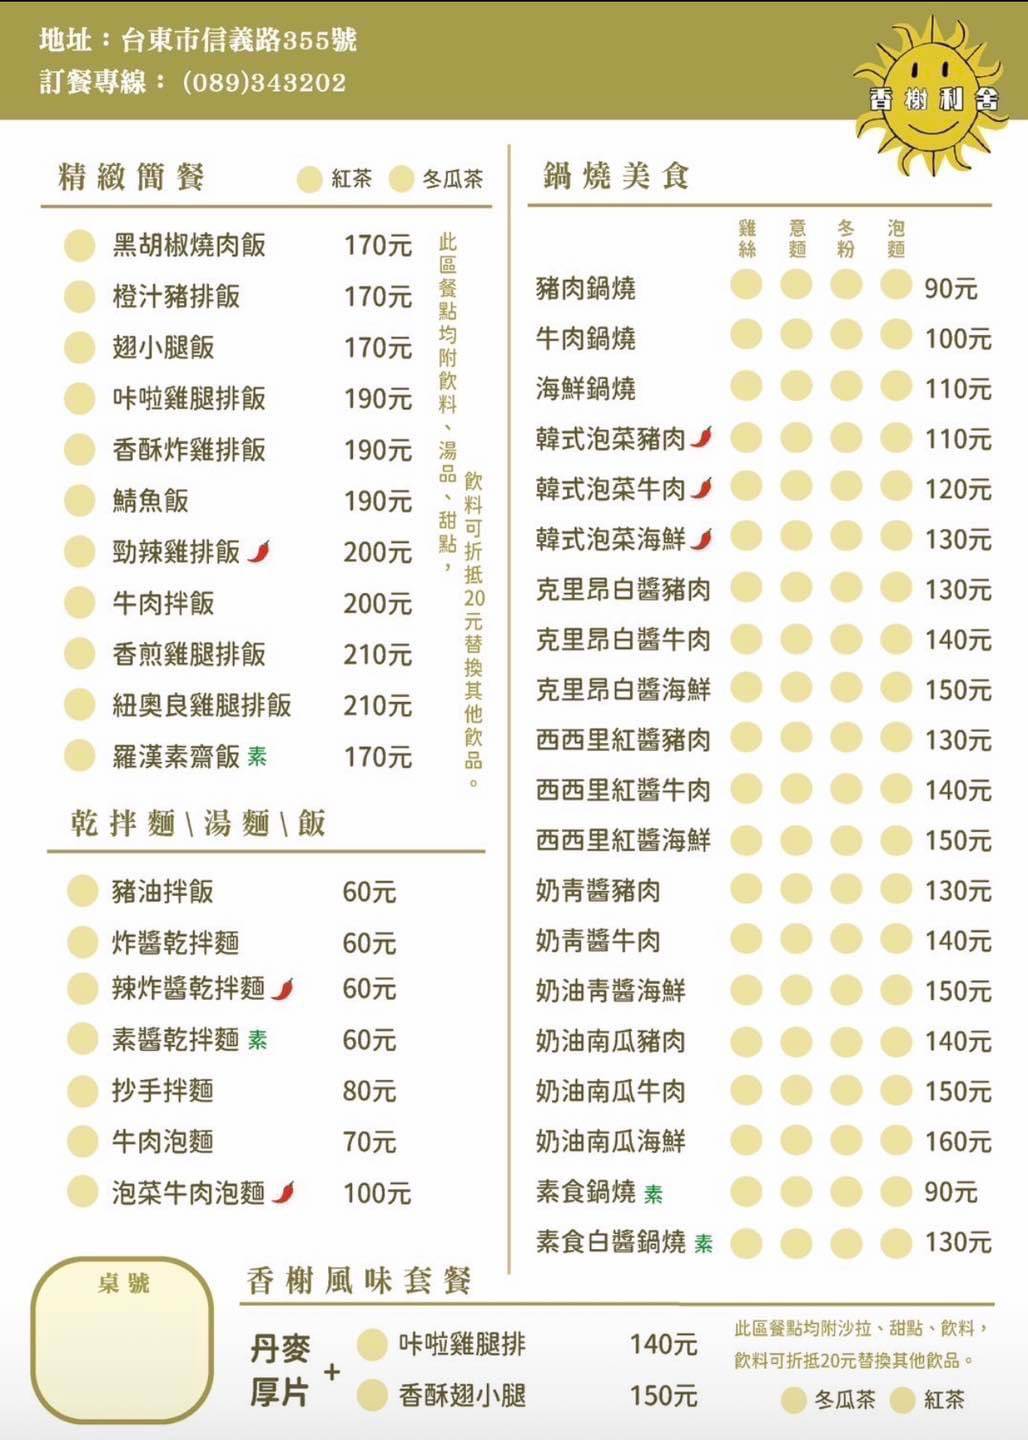 地址：台東市信義路355號
訂餐專線： (089)343202
香榭利舍
精緻簡餐
紅茶 冬瓜茶
黑胡椒燒肉飯 170元
橙汁豬排飯 170元
翅小腿飯 170元
咔啦雞腿排飯 190元
香酥炸雞排飯 190元
鯖魚飯 190元
勁辣雞排飯 200元
牛肉拌飯 200元
香煎雞腿排飯 210元
紐奧良雞腿排飯 210元
羅漢素齋飯 素 170元
此區餐點均附飲料、湯品、甜點，
飲料可折抵20元替換其他飲品。
乾拌麵\湯麵\飯
豬油拌飯 60元
炸醬乾拌麵 60元
辣炸醬乾拌麵 60元
素醬乾拌麵 素 60元
抄手拌麵 80元
牛肉泡麵 70元
泡菜牛肉泡麵 100元
鍋燒美食
雞絲 意麵 冬粉 泡麵
豬肉鍋燒 90元
牛肉鍋燒 100元
海鮮鍋燒 110元
韓式泡菜豬肉 110元
韓式泡菜牛肉 120元
韓式泡菜海鮮 130元
克里昂白醬豬肉 130元
克里昂白醬牛肉 140元
克里昂白醬海鮮 150元
西西里紅醬豬肉 130元
西西里紅醬牛肉 140元
西西里紅醬海鮮 150元
奶青醬豬肉 130元
奶青醬牛肉 140元
奶油青醬海鮮 150元
奶油南瓜豬肉 140元
奶油南瓜牛肉 150元
奶油南瓜海鮮 160元
素食鍋燒 素 90元
素食白醬鍋燒 素 130元
桌號
香榭風味套餐
丹麥
厚片
+
咔啦雞腿排 140元
香酥翅小腿 150元
此區餐點均附沙拉、甜點、飲料，
飲料可折抵20元替換其他飲品。
冬瓜茶 紅茶